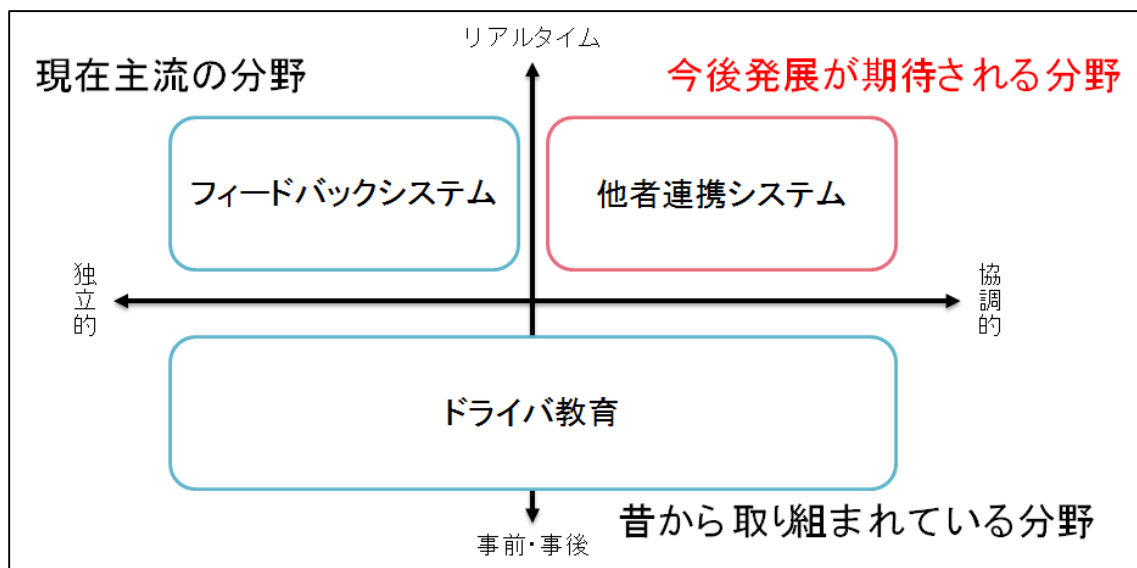 リアルタイム
現在主流の分野
今後発展が期待される分野
フィードバックシステム
他者連携システム
独立的
協調的
ドライバ教育
昔から取り組まれている分野
事前・事後